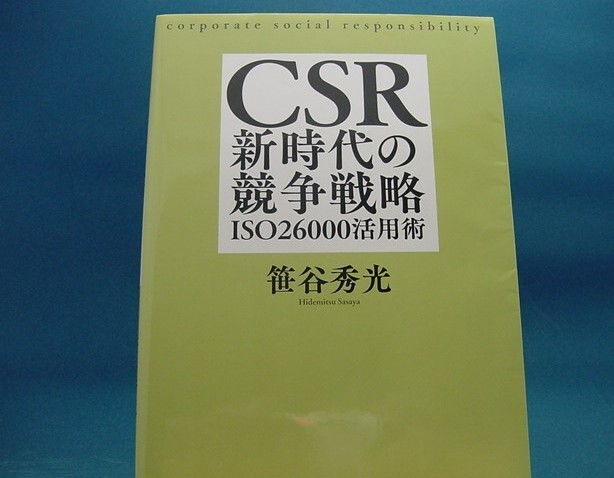 corporate social responsibility
CSR
新時代の
競争戦略
ISO26000活用術
笹谷秀光
Hidemitsu Sasaya